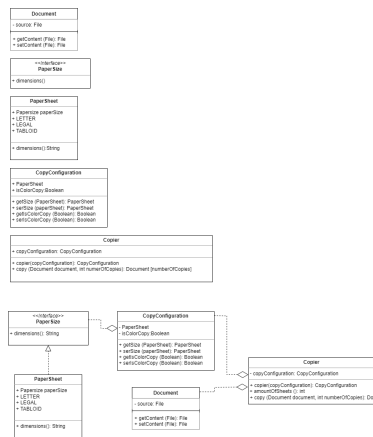 Document
- source: File
+ getContent (File): File
+ setContent (File): File
<<interface>>
PaperSize
+ dimensions()
PaperSheet
+ Papersize paperSize
+ LETTER
+ LEGAL
+ TABLOID
+ dimensions():String
CopyConfiguration
+ PaperSheet
+ isColorCopy:Boolean
+ getSize (PaperSheet): PaperSheet
+ serSize (paperSheet): PaperSheet
+ getIsColorCopy (Boolean): Boolean
+ serIsColorCopy (Boolean): Boolean
Copier
+ copyConfiguration: CopyConfiguration
+ copier(copyConfiguration): CopyConfiguration
+ copy (Document document, int numerOfCopies): Document [numberOfCopies]
<<interface>>
PaperSize
+ dimensions(): String
CopyConfiguration
- PaperSheet
- isColorCopy:Boolean
+ getSize (PaperSheet): PaperSheet
+ serSize (paperSheet): PaperSheet
+ getIsColorCopy (Boolean): Boolean
+ serIsColorCopy (Boolean): Boolean
Copier
- copyConfiguration: CopyConfiguration
+ copier(copyConfiguration): CopyConfiguration
+ amountOfSheets (): int
+ copy (Document document, int numberOfCopies): Do
PaperSheet
+ Papersize paperSize
+ LETTER
+ LEGAL
+ TABLOID
+ dimensions(): String
Document
- source: File
+ getContent (File): File
+ setContent (File): File